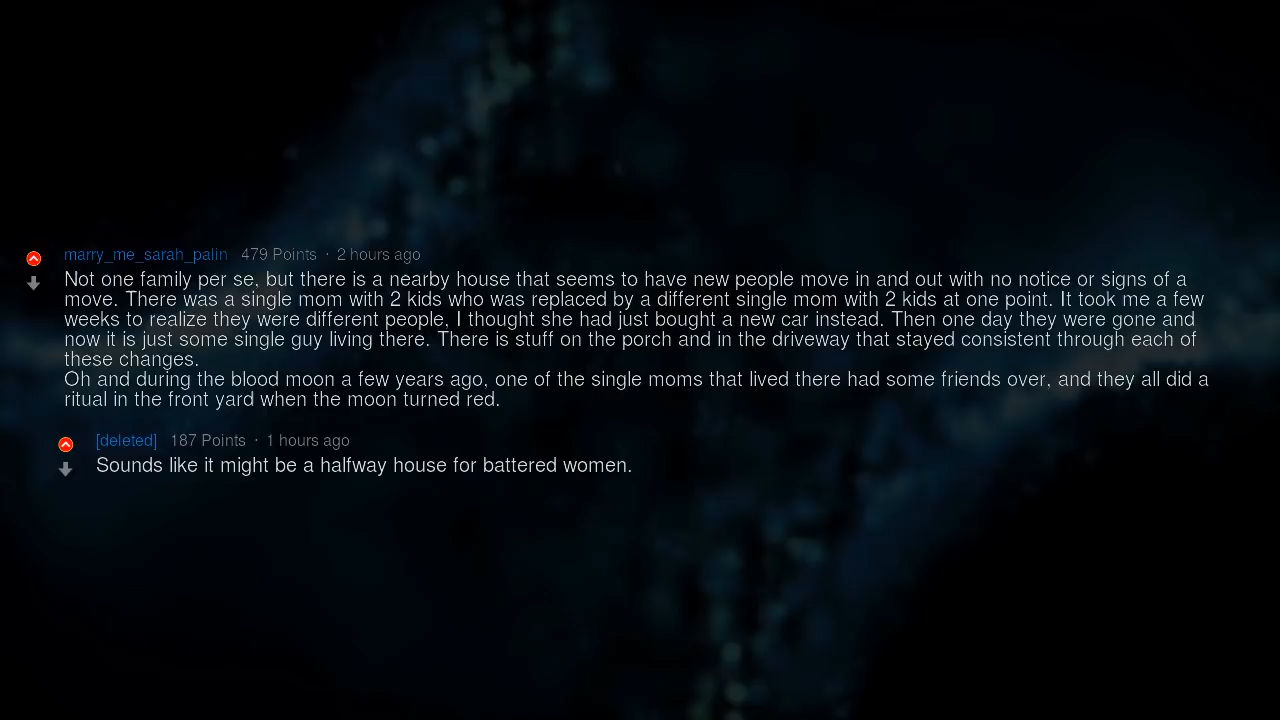 marry_me_sarah_palin 479 Points · 2 hours ago
Not one family per se, but there is a nearby house that seems to have new people move in and out with no notice or signs of a
move. There was a single mom with 2 kids who was replaced by a different single mom with 2 kids at one point. It took me a few
weeks to realize they were different people, I thought she had just bought a new car instead. Then one day they were gone and
now it is just some single guy living there. There is stuff on the porch and in the driveway that stayed consistent through each of
these changes.
Oh and during the blood moon a few years ago, one of the single moms that lived there had some friends over, and they all did a
ritual in the front yard when the moon turned red.
[deleted] 187 Points · 1 hours ago
Sounds like it might be a halfway house for battered women.